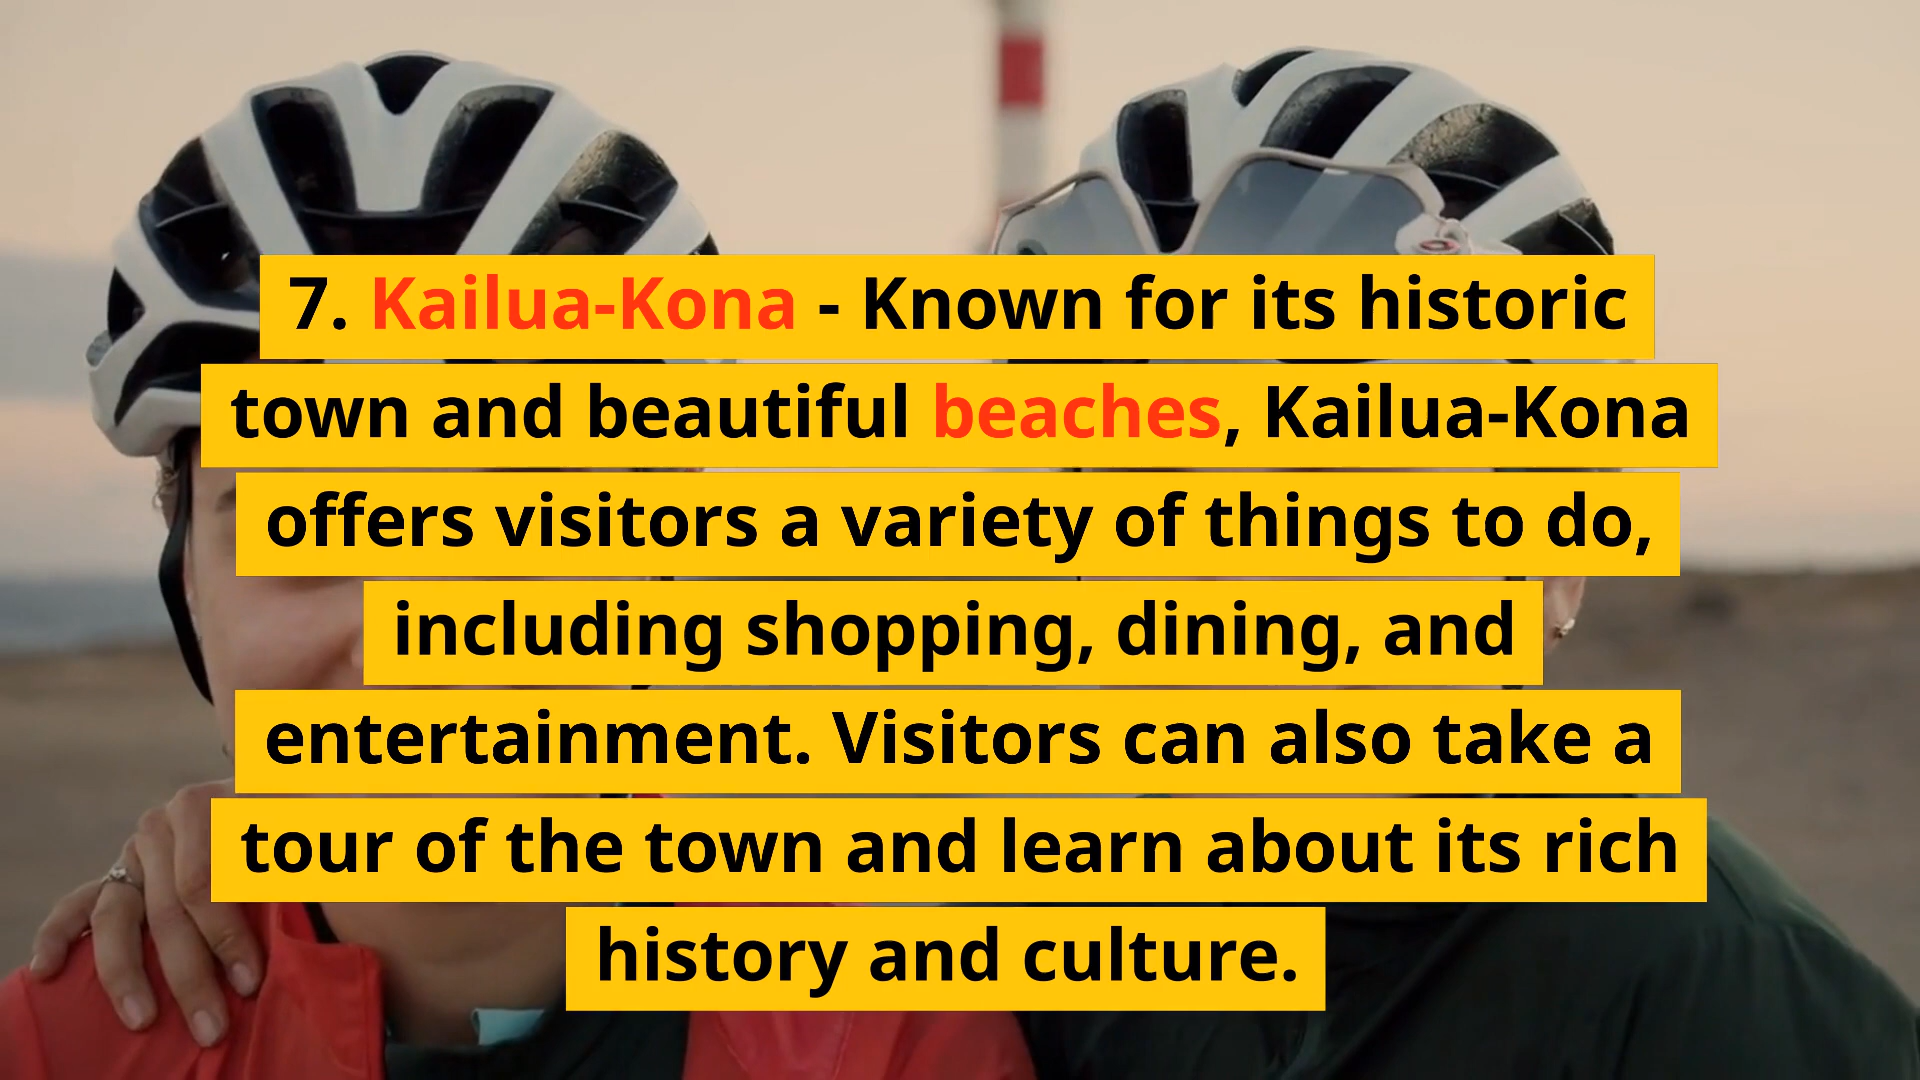 7. Kailua-Kona - Known for its historic
town and beautiful beaches, Kailua-Kona
offers visitors a variety of things to do,
including shopping, dining, and
entertainment. Visitors can also take a
tour of the town and learn about its rich
history and culture.